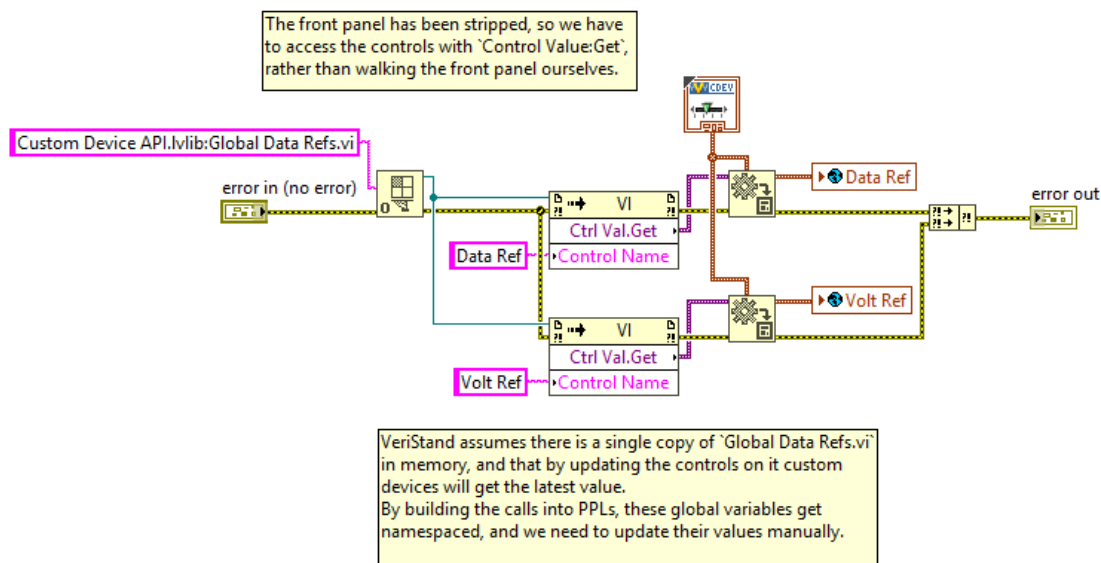 The front panel has been stripped, so we have
to access the controls with `Control Value:Get`,
rather than walking the front panel ourselves.
CDEV
Custom Device API.lvlib:Global Data Refs.vi
error in (no error)
0
VI
Ctrl Val.Get
Data Ref
Control Name
Data Ref
error out
VI
Ctrl Val.Get
Volt Ref
Control Name
Volt Ref
VeriStand assumes there is a single copy of `Global Data Refs.vi`
in memory, and that by updating the controls on it custom
devices will get the latest value.
By building the calls into PPLs, these global variables get
namespaced, and we need to update their values manually.